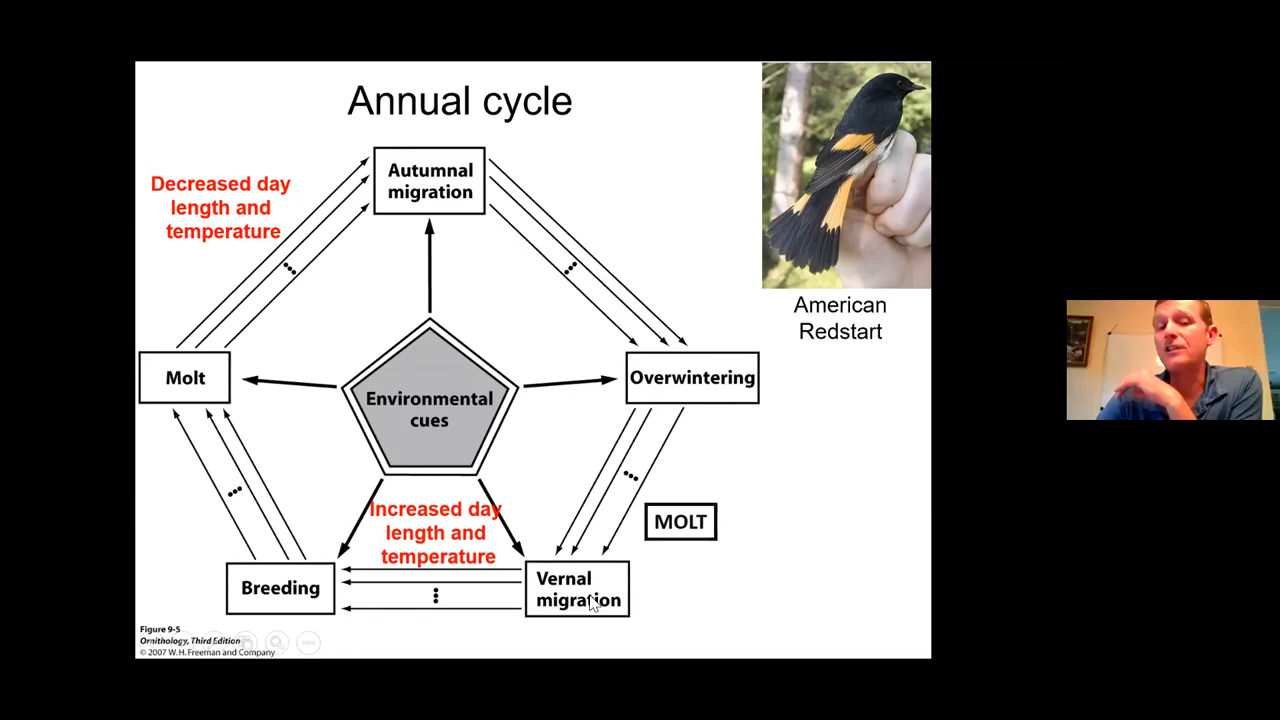 Annual cycle
Autumnal
migration
Decreased day
length and
temperature
American
Redstart
Molt
Environmental
cues
Overwintering
Increased day
length and
temperature
MOLT
Breeding
Vernal
migration
Figure 9-5
Ornithology, Third Edition
© 2007 W. H. Freeman and Company